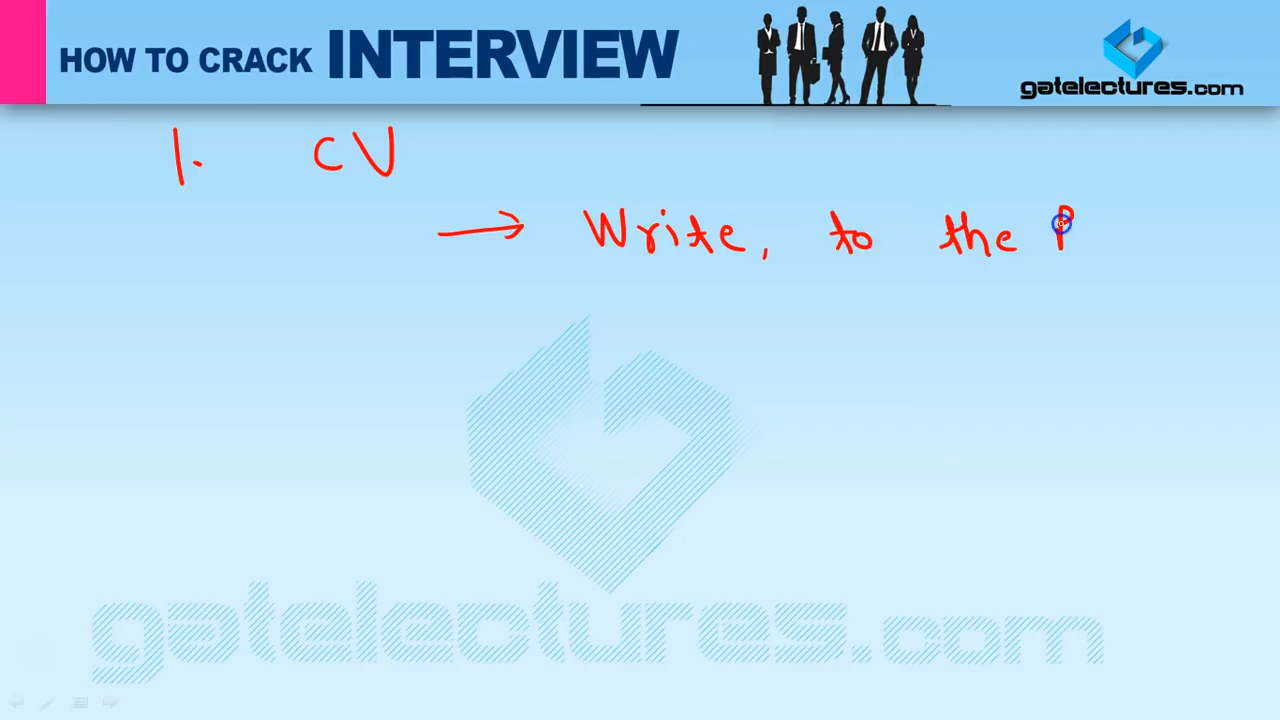 HOW TO CRACK INTERVIEW
gatelectures.com
1. CV
→ Write, to the P
gatelectures.com